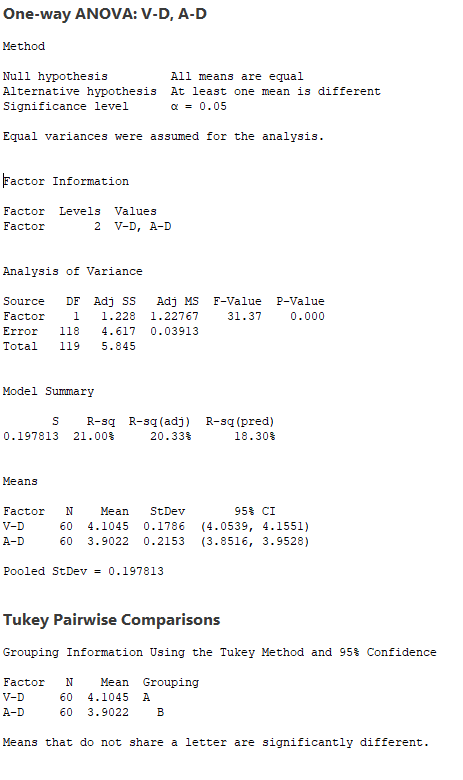 One-way ANOVA: V-D, A-D
Method
Null hypothesis All means are equal
Alternative hypothesis At least one mean is different
Significance level α = 0.05
Equal variances were assumed for the analysis.
Factor Information
Factor Levels Values
Factor 2 V-D, A-D
Analysis of Variance
Source DF Adj SS Adj MS F-Value P-Value
Factor 1 1.228 1.22767 31.37 0.000
Error 118 4.617 0.03913
Total 119 5.845
Model Summary
S R-sq R-sq(adj) R-sq(pred)
0.197813 21.00% 20.33% 18.30%
Means
Factor N Mean StDev 95% CI
V-D 60 4.1045 0.1786 (4.0539, 4.1551)
A-D 60 3.9022 0.2153 (3.8516, 3.9528)
Pooled StDev = 0.197813
Tukey Pairwise Comparisons
Grouping Information Using the Tukey Method and 95% Confidence
Factor N Mean Grouping
V-D 60 4.1045 A
A-D 60 3.9022 B
Means that do not share a letter are significantly different.